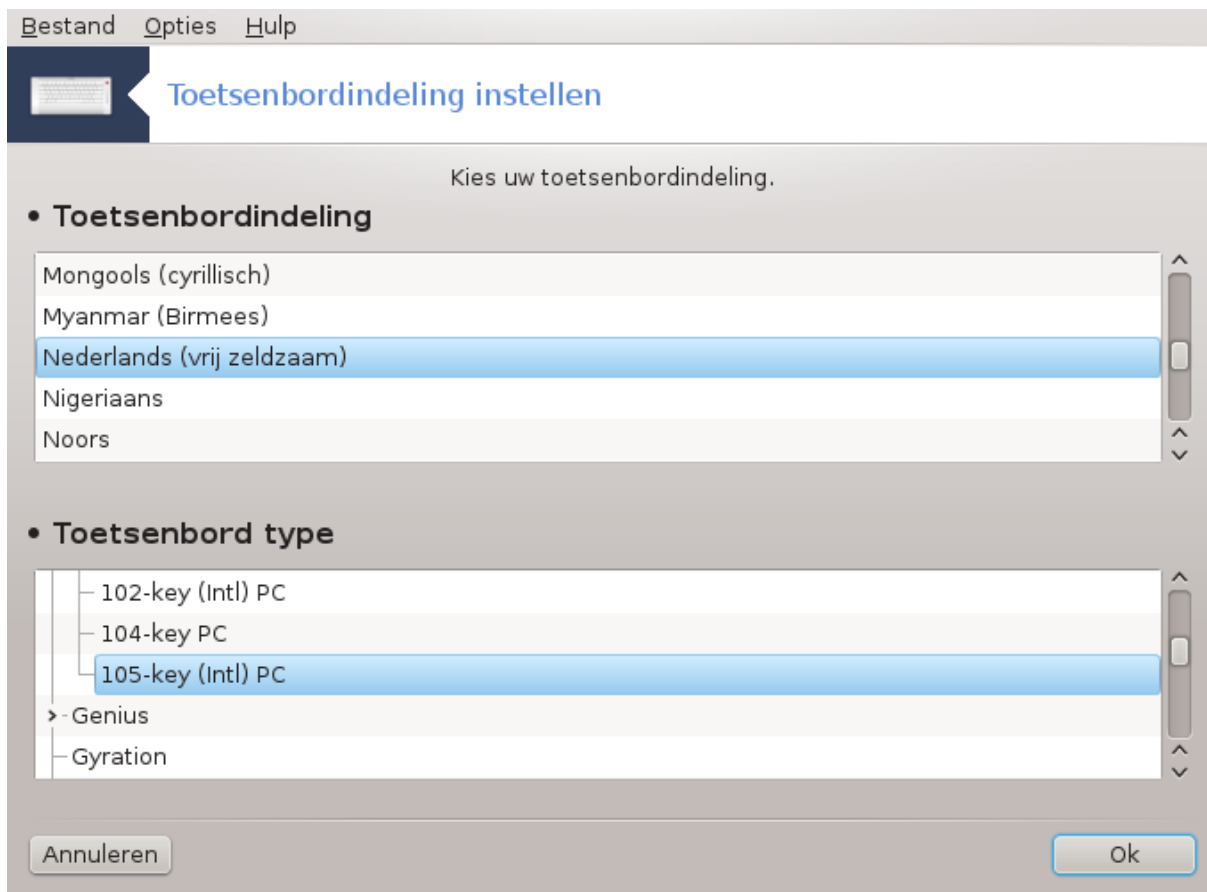 Bestand Opties Hulp
Toetsenbordindeling instellen
Kies uw toetsenbordindeling.
• Toetsenbordindeling
Mongools (cyrillisch)
Myanmar (Birmees)
Nederlands (vrij zeldzaam)
Nigeriaans
Noors
• Toetsenbord type
102-key (Intl) PC
104-key PC
105-key (Intl) PC
Genius
Gyration
Annuleren Ok